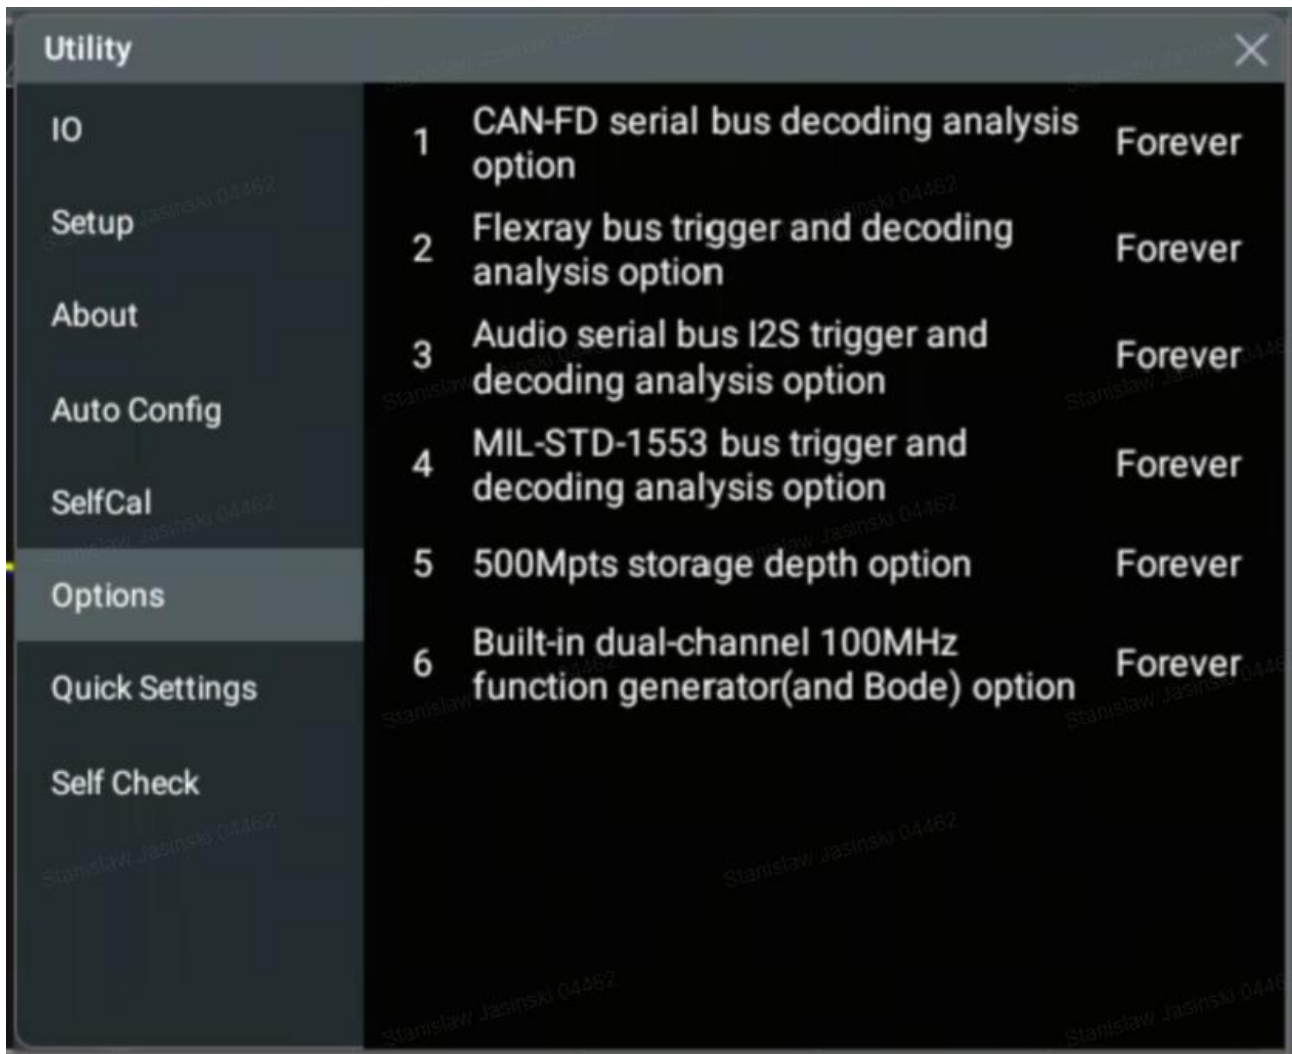 Utility
IO
Setup
About
Auto Config
SelfCal
Options
Quick Settings
Self Check
1 CAN-FD serial bus decoding analysis
option Forever
2 Flexray bus trigger and decoding
analysis option Forever
3 Audio serial bus I2S trigger and
decoding analysis option Forever
4 MIL-STD-1553 bus trigger and
decoding analysis option Forever
5 500Mpts storage depth option Forever
6 Built-in dual-channel 100MHz
function generator(and Bode) option Forever
Stanislaw Jasinski 04462